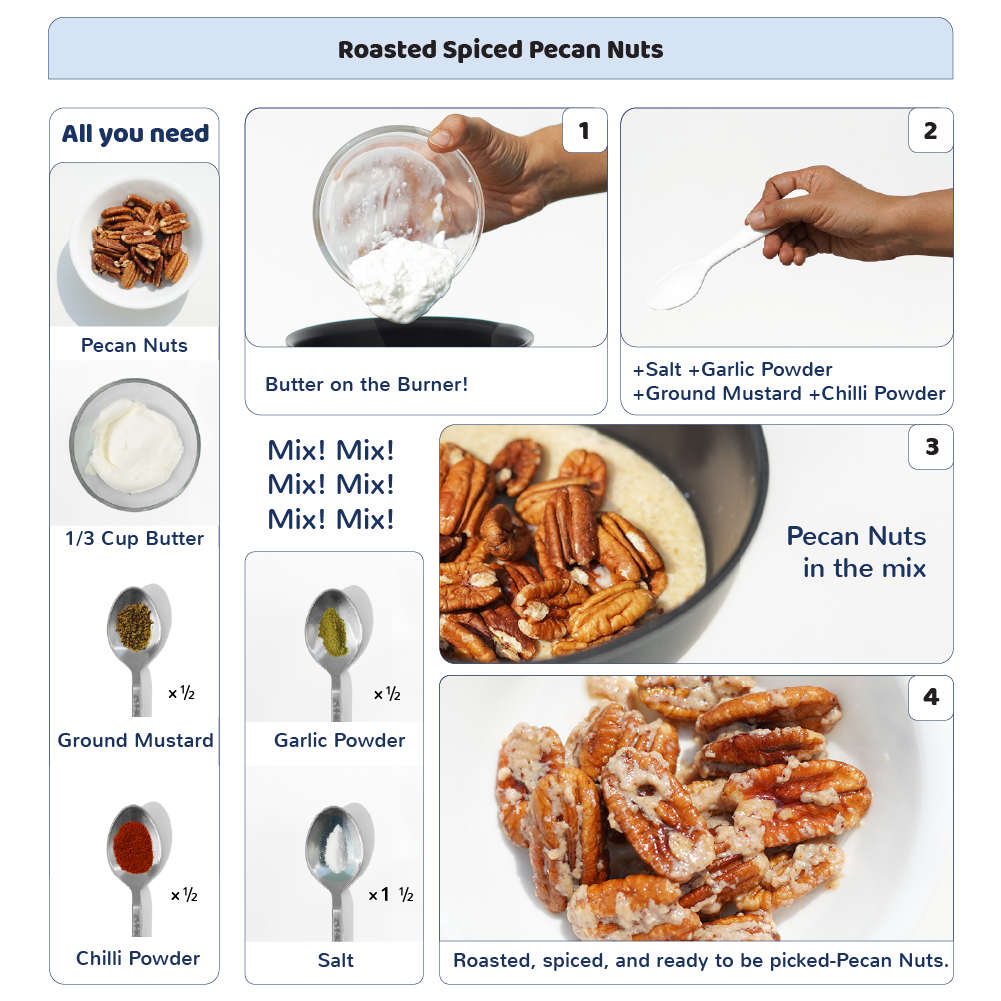 Roasted Spiced Pecan Nuts
All you need
Pecan Nuts
1/3 Cup Butter
×½
Ground Mustard
×½
Chilli Powder
×½
Garlic Powder
×1 ½
Salt
1
Butter on the Burner!
2
+Salt +Garlic Powder
+Ground Mustard +Chilli Powder
Mix! Mix!
Mix! Mix!
Mix! Mix!
3
Pecan Nuts
in the mix
4
Roasted, spiced, and ready to be picked-Pecan Nuts.